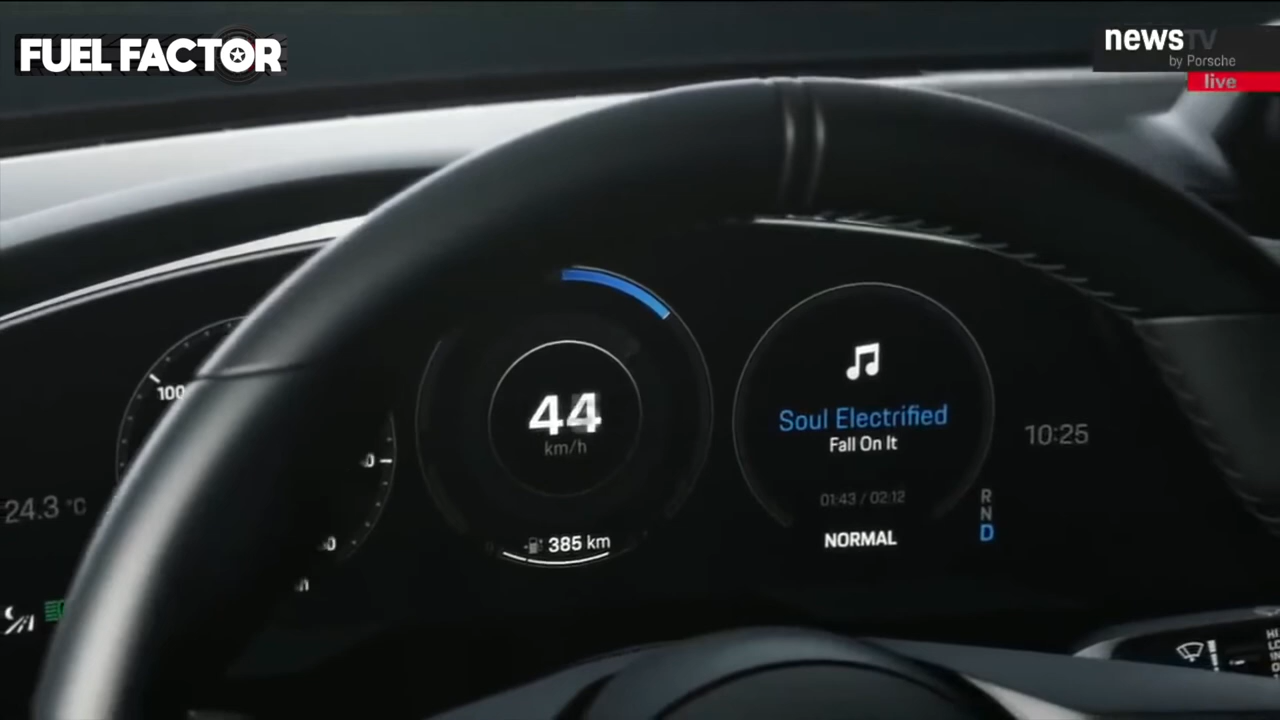 FUEL FACTOR
newsTV
by Porsche
live
100
44
km/h
385 km
Soul Electrified
Fall On It
01:43 / 02:12
NORMAL
10:25
R
N
D
24.3 °C